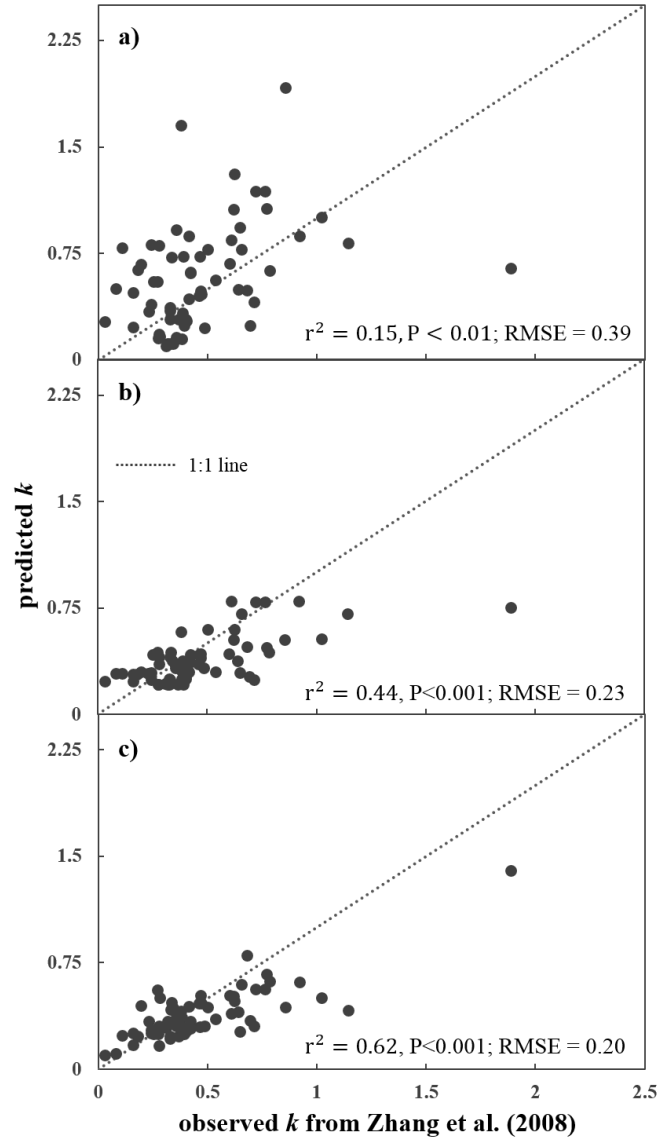 a)
2.25
1.5
0.75
0
r² = 0.15, P < 0.01; RMSE = 0.39
b)
2.25
1.5
0.75
0
1:1 line
r² = 0.44, P<0.001; RMSE = 0.23
predicted k
c)
2.25
1.5
0.75
0
r² = 0.62, P<0.001; RMSE = 0.20
0 0.5 1 1.5 2 2.5
observed k from Zhang et al. (2008)